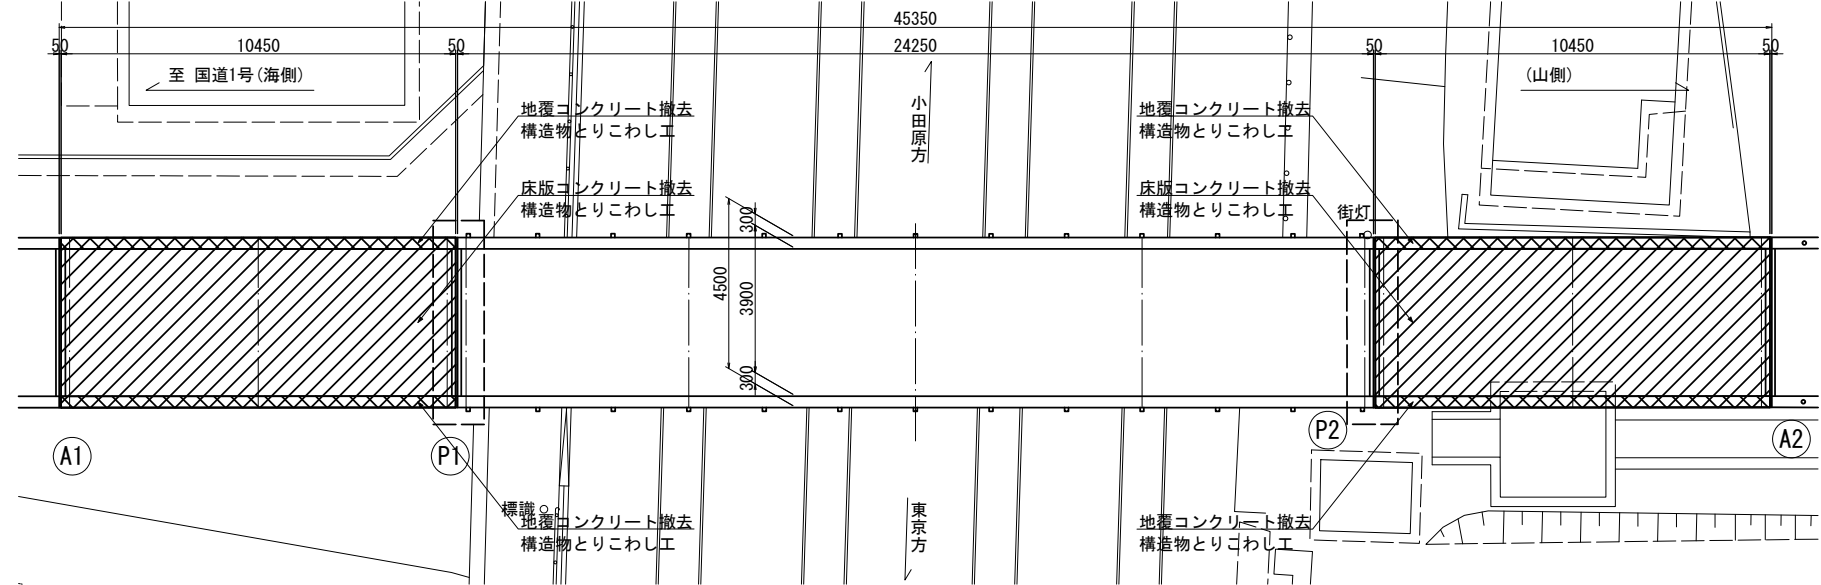 45350
50
10450
50
24250
50
10450
50
至 国道1号(海側)
小田原方
(山側)
地覆コンクリート撤去
構造物とりこわし工
地覆コンクリート撤去
構造物とりこわし工
床版コンクリート撤去
構造物とりこわし工
床版コンクリート撤去
構造物とりこわし工
街灯
300
4500
3900
300
A1
P1
P2
A2
標識
地覆コンクリート撤去
構造物とりこわし工
東京方
地覆コンクリート撤去
構造物とりこわし工